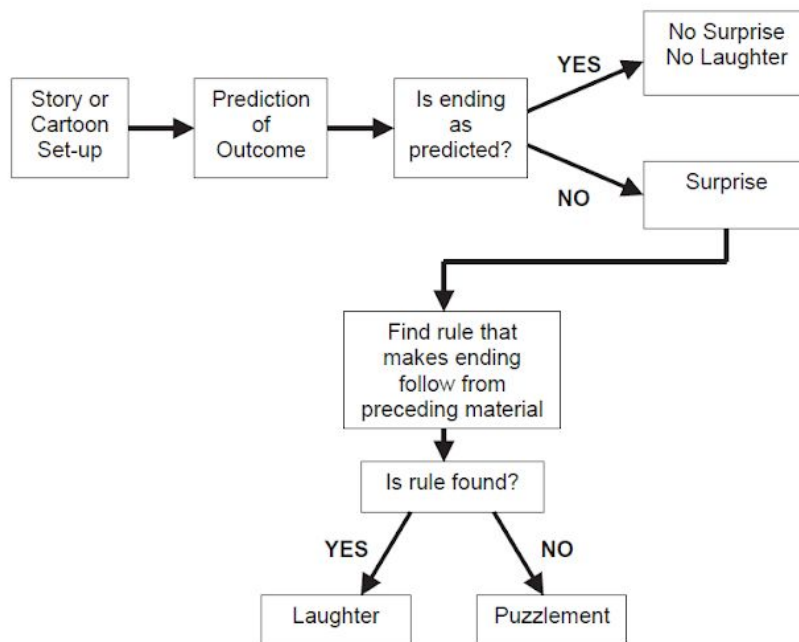 Story or
Cartoon
Set-up
Prediction
of
Outcome
Is ending
as
predicted?
YES
No Surprise
No Laughter
NO
Surprise
Find rule that
makes ending
follow from
preceding material
Is rule found?
YES
NO
Laughter
Puzzlement